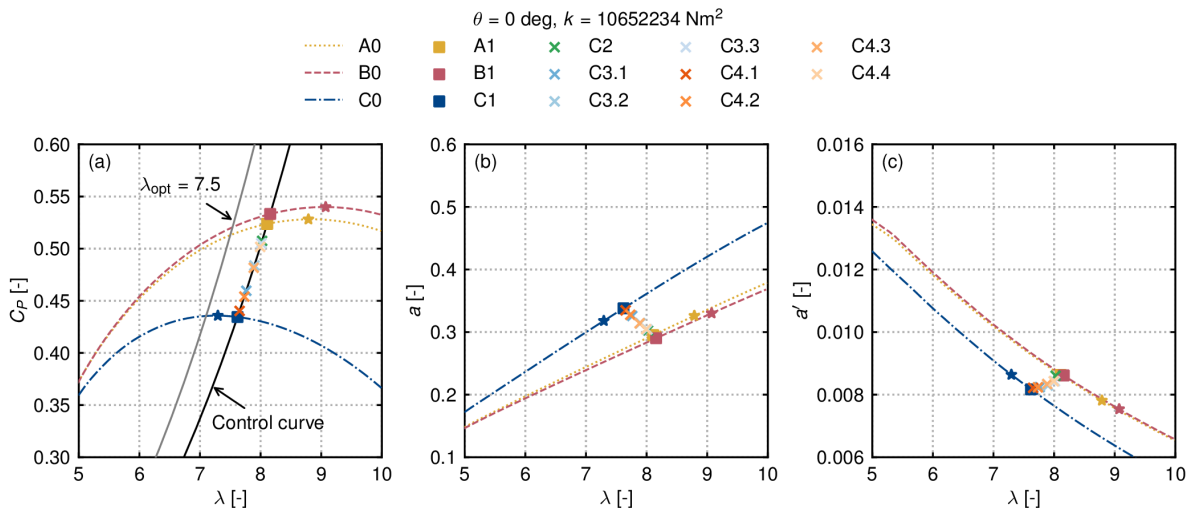 θ = 0 deg, k = 10652234 Nm²
A0 A1 C2 C3.3 C4.3
B0 B1 C3.1 C4.1 C4.4
C0 C1 C3.2 C4.2
(a)
λopt = 7.5
Control curve
0.60
0.55
0.50
0.45
0.40
0.35
0.30
CP [-]
5 6 7 8 9 10
λ [-]
(b)
0.6
0.5
0.4
0.3
0.2
0.1
a [-]
5 6 7 8 9 10
λ [-]
(c)
0.016
0.014
0.012
0.010
0.008
0.006
a′ [-]
5 6 7 8 9 10
λ [-]